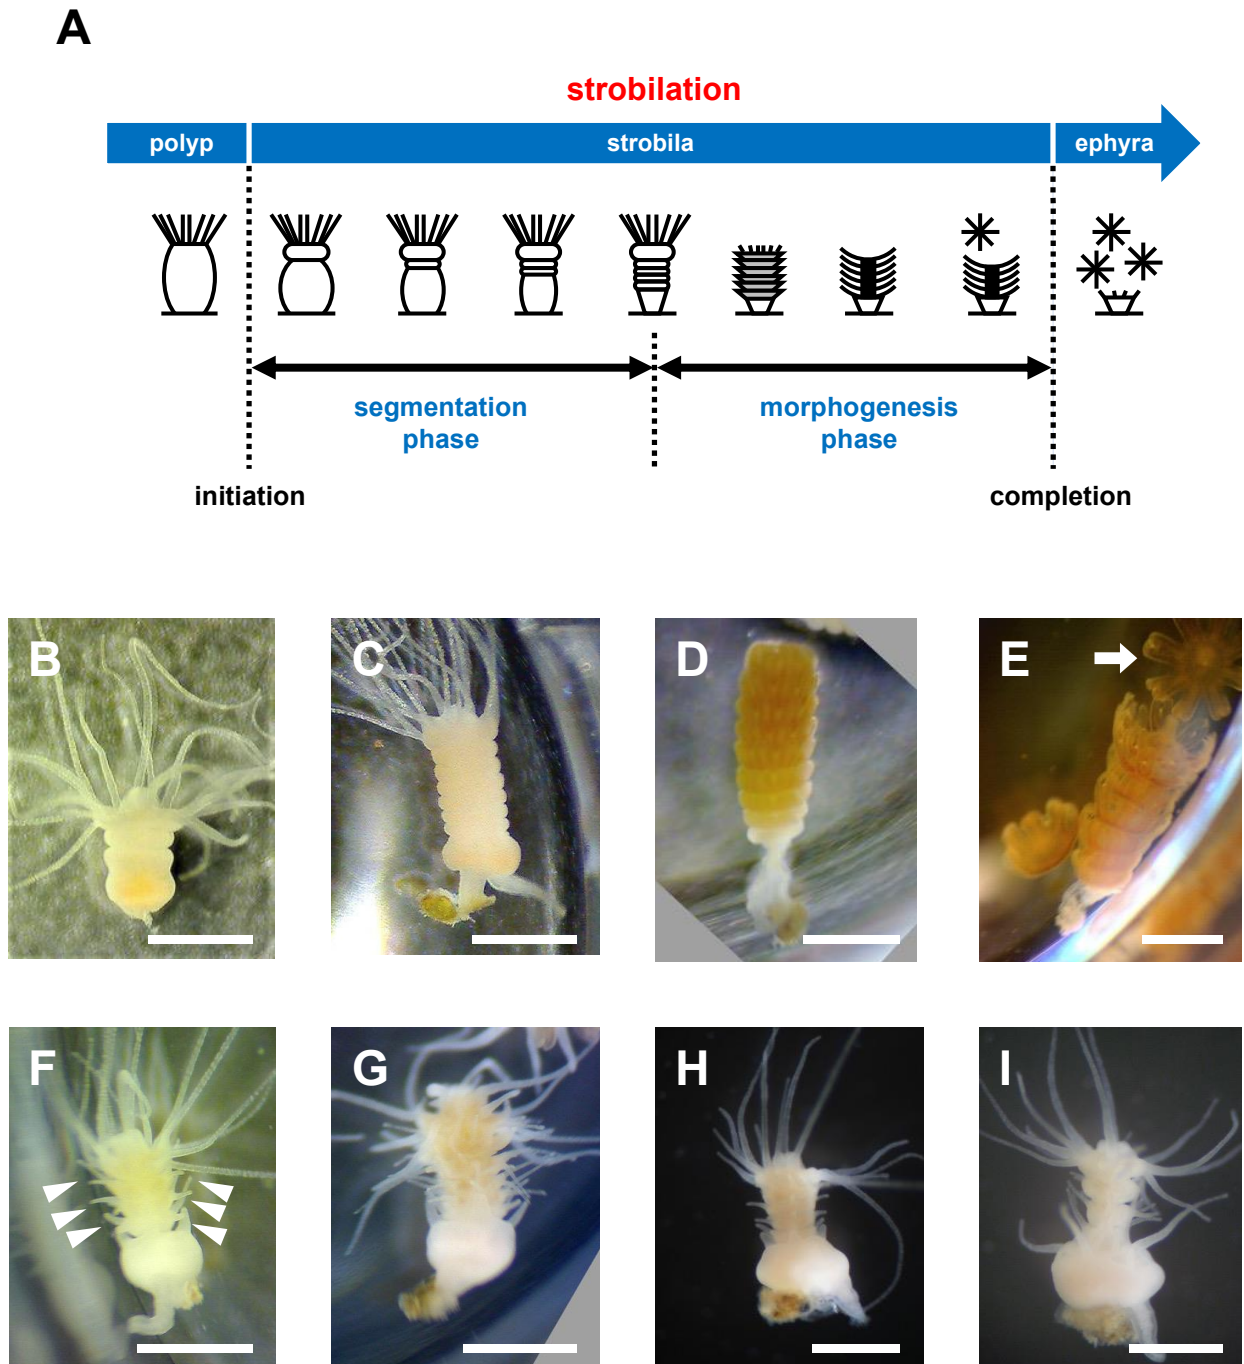 A
strobilation
polyp
strobila
ephyra
segmentation
phase
morphogenesis
phase
initiation
completion
B
C
D
E
F
G
H
I